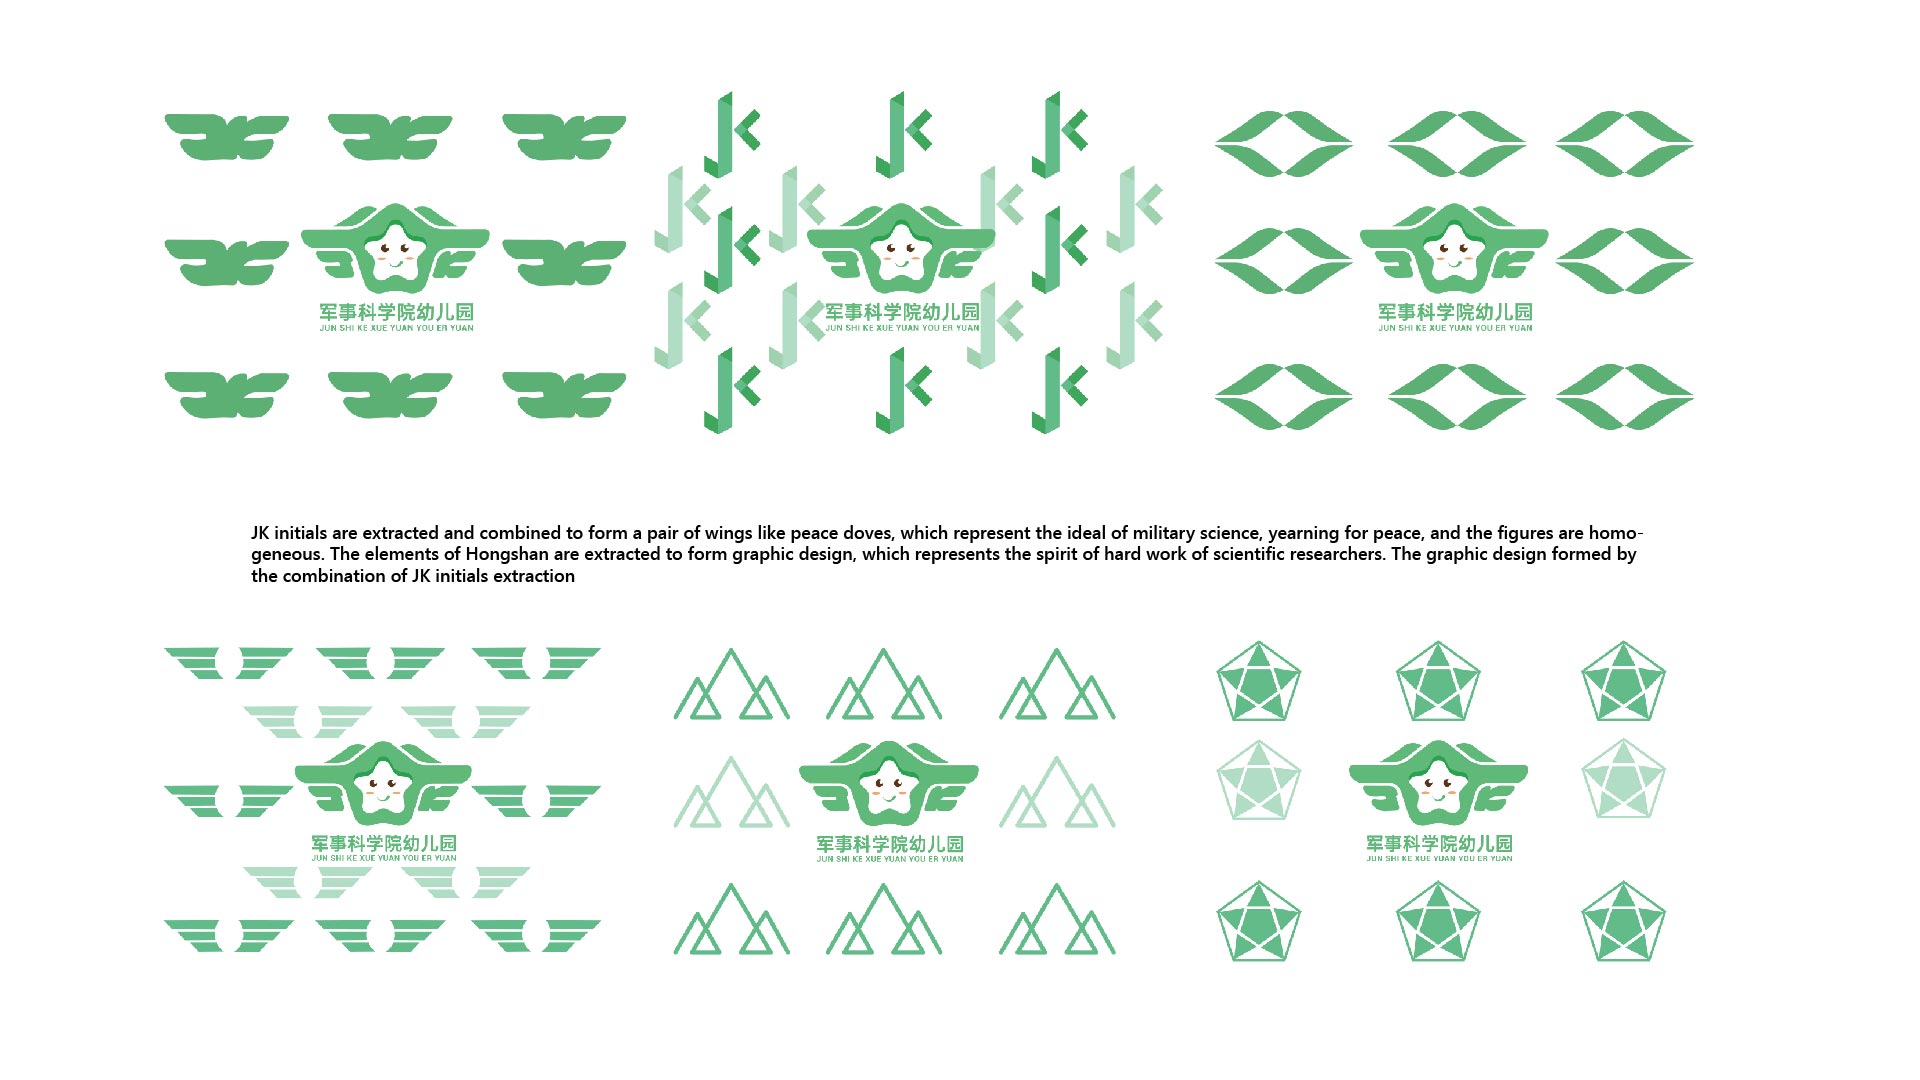 军事科学院幼儿园
JUN SHI KE XUE YUAN YOU ER YUAN
军事科学院幼儿园
JUN SHI KE XUE YUAN YOU ER YUAN
军事科学院幼儿园
JUN SHI KE XUE YUAN YOU ER YUAN
JK initials are extracted and combined to form a pair of wings like peace doves, which represent the ideal of military science, yearning for peace, and the figures are homo-
geneous. The elements of Hongshan are extracted to form graphic design, which represents the spirit of hard work of scientific researchers. The graphic design formed by
the combination of JK initials extraction
军事科学院幼儿园
JUN SHI KE XUE YUAN YOU ER YUAN
军事科学院幼儿园
JUN SHI KE XUE YUAN YOU ER YUAN
军事科学院幼儿园
JUN SHI KE XUE YUAN YOU ER YUAN